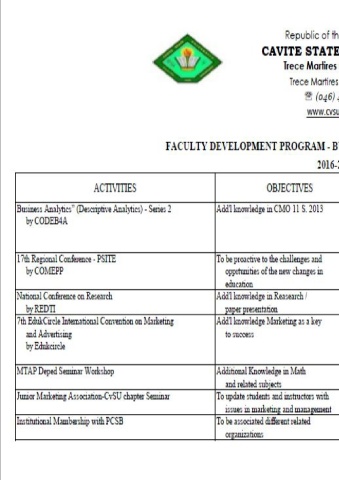 Republic of th
CAVITE STATE
Trece Martires
Trece Martires
☏ (046) 4
www.cvsu
FACULTY DEVELOPMENT PROGRAM - B
2016-2
ACTIVITIES OBJECTIVES
Business Analytics" (Descriptive Analytics) - Series 2 Add'l knowledge in CMO 11 S. 2013
by CODEB4A
17th Regional Conference - PSITE To be proactive to the challenges and
by COMEPP opprtunities of the new changes in
education
National Conference on Research Add'l knowledge in Reasearch /
by REDTI paper presentation
7th EdukCircle International Convention on Marketing Add'l knowledge Marketing as a key
and Advertising to success
by Edukcircle
MTAP Deped Seminar Workshop Additional Knowledge in Math
and related subjects
Junior Marketing Association-CvSU chapter Seminar To update students and instructors with
issues in marketing and management
Institutional Mambership with PCSB To be associated different related
organizations